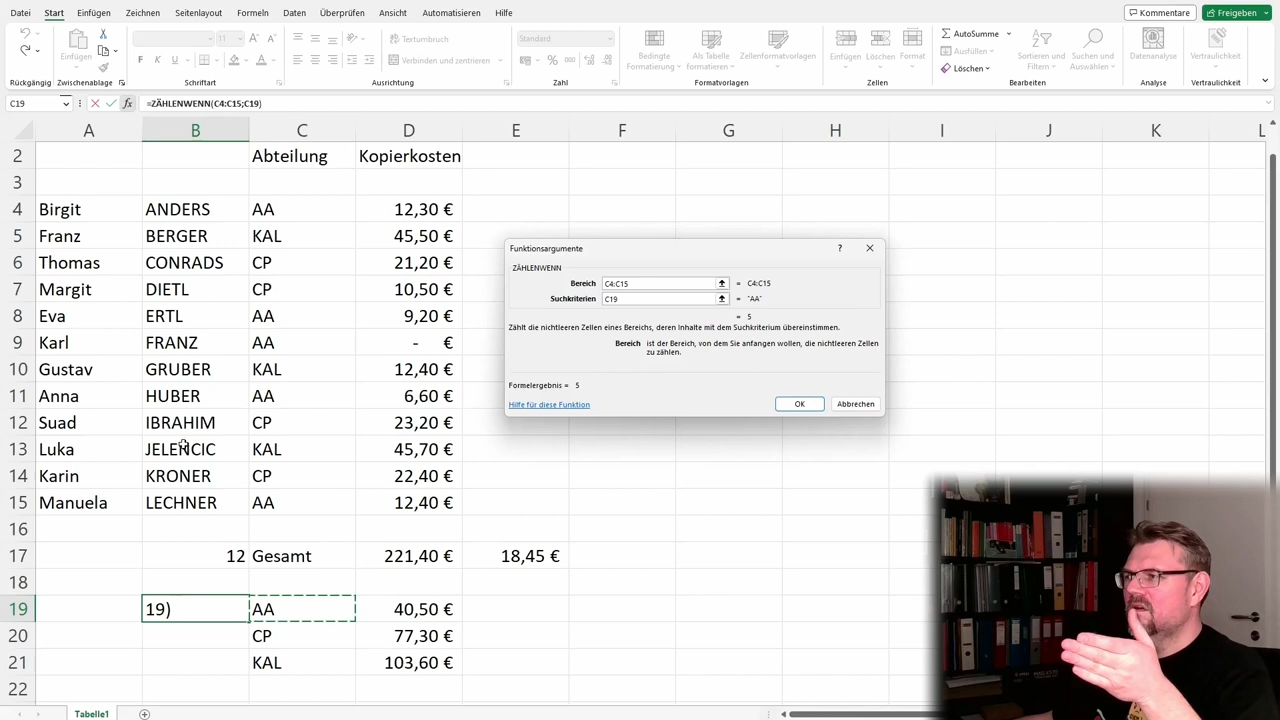 Datei Start Einfügen Zeichnen Seitenlayout Formeln Daten Überprüfen Ansicht Automatisieren Hilfe Kommentare Freigeben
Einfügen
Textumbruch
Verbinden und zentrieren
Standard
Bedingte Formatierung
Als Tabelle formatieren
Zellenformatvorlagen
Einfügen Löschen Format
AutoSumme
Ausfüllen
Löschen
Sortieren und Filtern
Suchen und Auswählen
Datenanalyse
Vertraulichkeit
Rückgängig Zwischenablage Schriftart Ausrichtung Zahl Formatvorlagen Zellen Bearbeiten Analyse Vertraulichkeit
C19 fx =ZÄHLENWENN(C4:C15;C19)
A B C D E F G H I J K L
2 Abteilung Kopierkosten
3
4 Birgit ANDERS AA 12,30 €
5 Franz BERGER KAL 45,50 €
6 Thomas CONRADS CP 21,20 €
7 Margit DIETL CP 10,50 €
8 Eva ERTL AA 9,20 €
9 Karl FRANZ AA - €
10 Gustav GRUBER KAL 12,40 €
11 Anna HUBER AA 6,60 €
12 Suad IBRAHIM CP 23,20 €
13 Luka JELENCIC KAL 45,70 €
14 Karin KRONER CP 22,40 €
15 Manuela LECHNER AA 12,40 €
16
17 12 Gesamt 221,40 € 18,45 €
18
19 19) AA 40,50 €
20 CP 77,30 €
21 KAL 103,60 €
22
Funktionsargumente ?
ZÄHLENWENN
Bereich C4:C15 = C4:C15
Suchkriterien C19 = "AA"
= 5
Zählt die nichtleeren Zellen eines Bereichs, deren Inhalte mit dem Suchkriterium übereinstimmen.
Bereich ist der Bereich, von dem Sie anfangen wollen, die nichtleeren Zellen
zu zählen.
Formelergebnis = 5
Hilfe für diese Funktion OK Abbrechen
Tabelle1